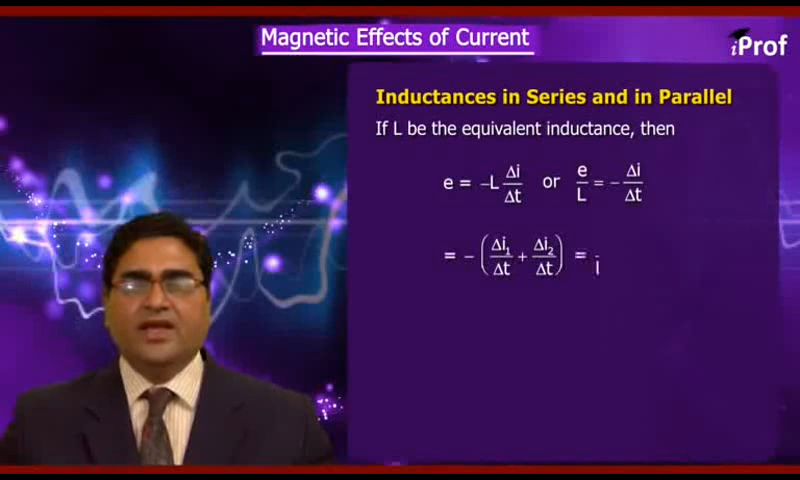 Magnetic Effects of Current
iProf
Inductances in Series and in Parallel
If L be the equivalent inductance, then
e = –L Δi/Δt or e/L = – Δi/Δt
= – (Δi₁/Δt + Δi₂/Δt) =